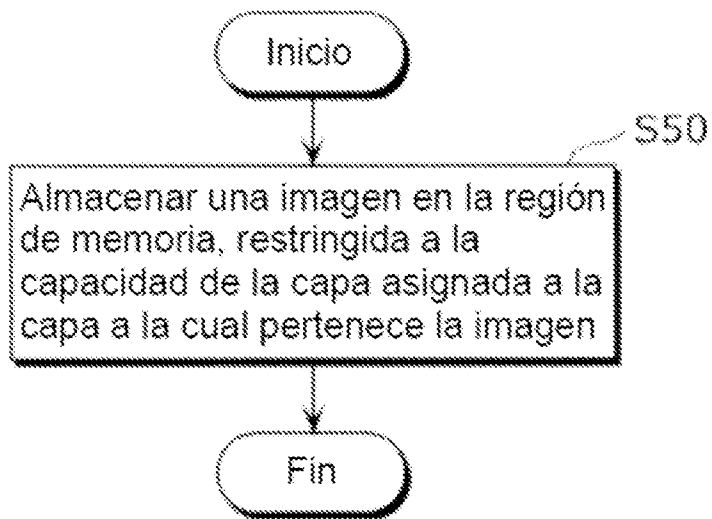 Inicio
S50
Almacenar una imagen en la región
de memoria, restringida a la
capacidad de la capa asignada a la
capa a la cual pertenece la imagen
Fin